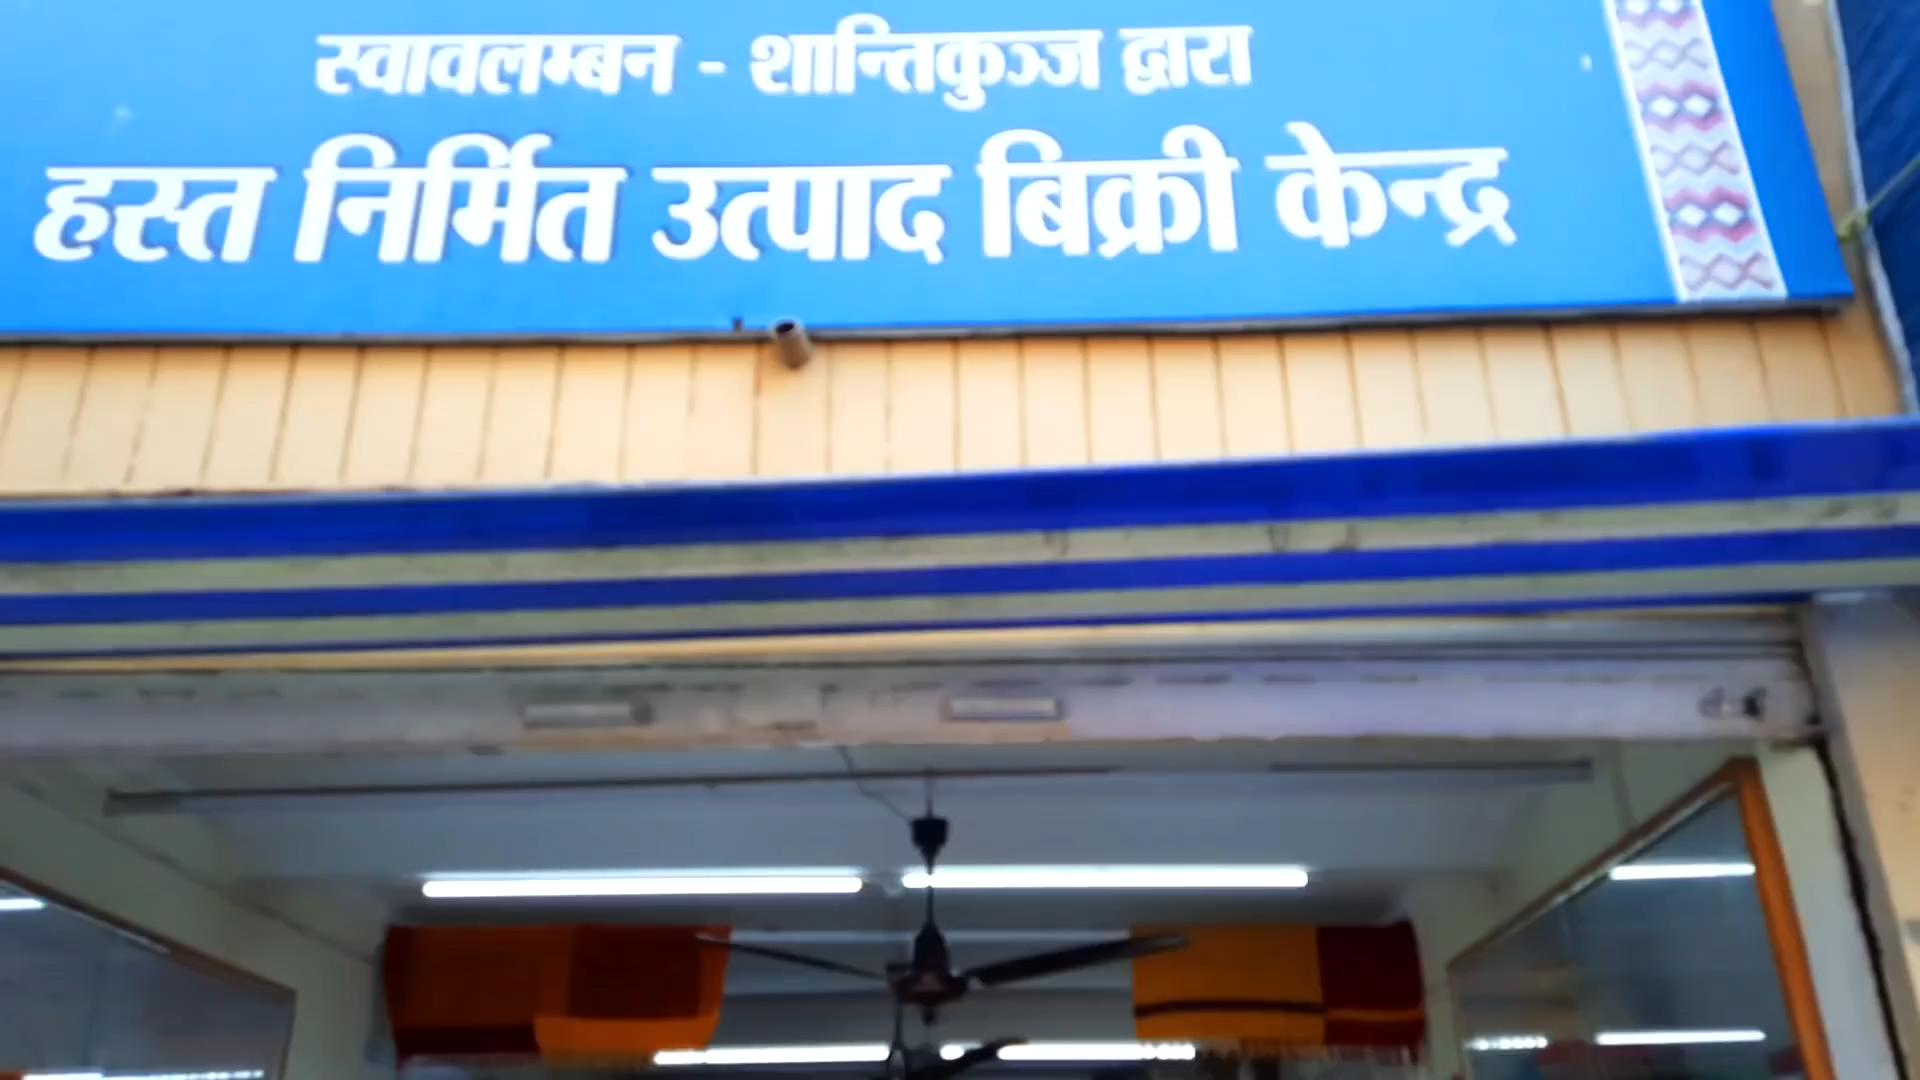 स्वावलम्बन - शान्तिकुञ्ज द्वारा
हस्त निर्मित उत्पाद बिक्री केन्द्र